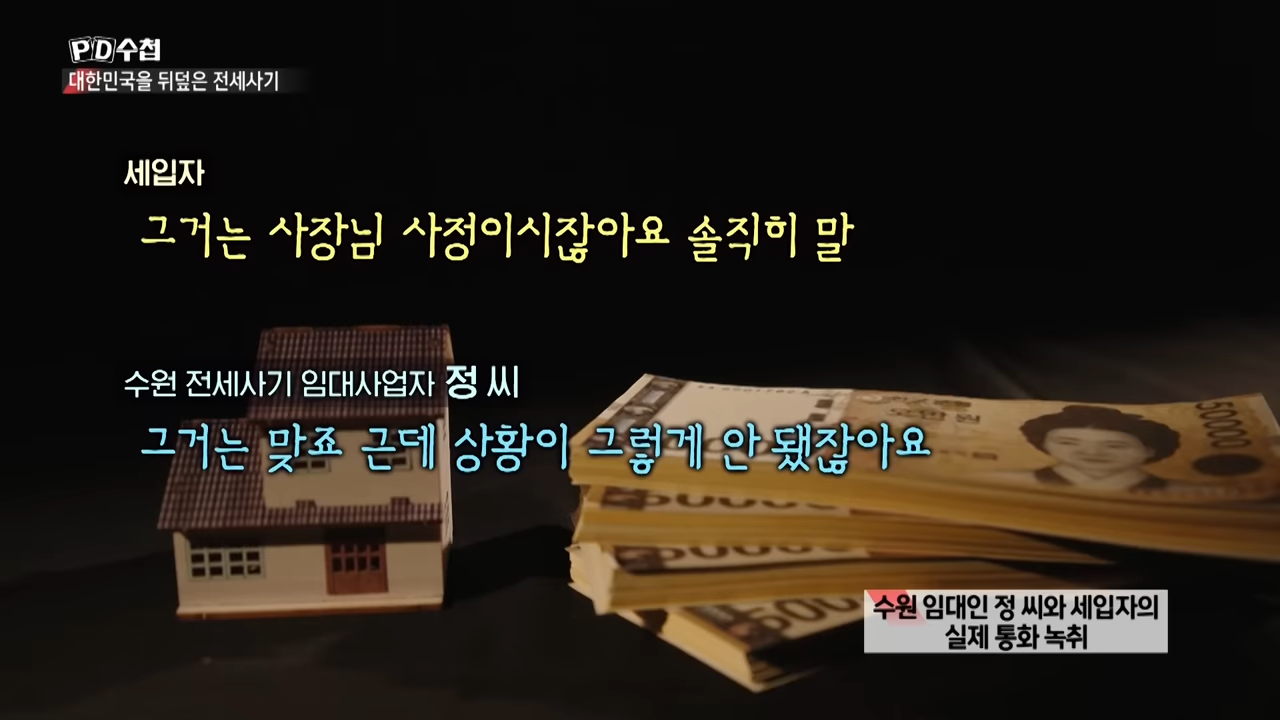 PD수첩
대한민국을 뒤덮은 전세사기
세입자
그거는 사장님 사정이시잖아요 솔직히 말
수원 전세사기 임대사업자 정 씨
그거는 맞죠 근데 상황이 그렇게 안 됐잖아요
50000
50000
50000
수원 임대인 정 씨와 세입자의
실제 통화 녹취